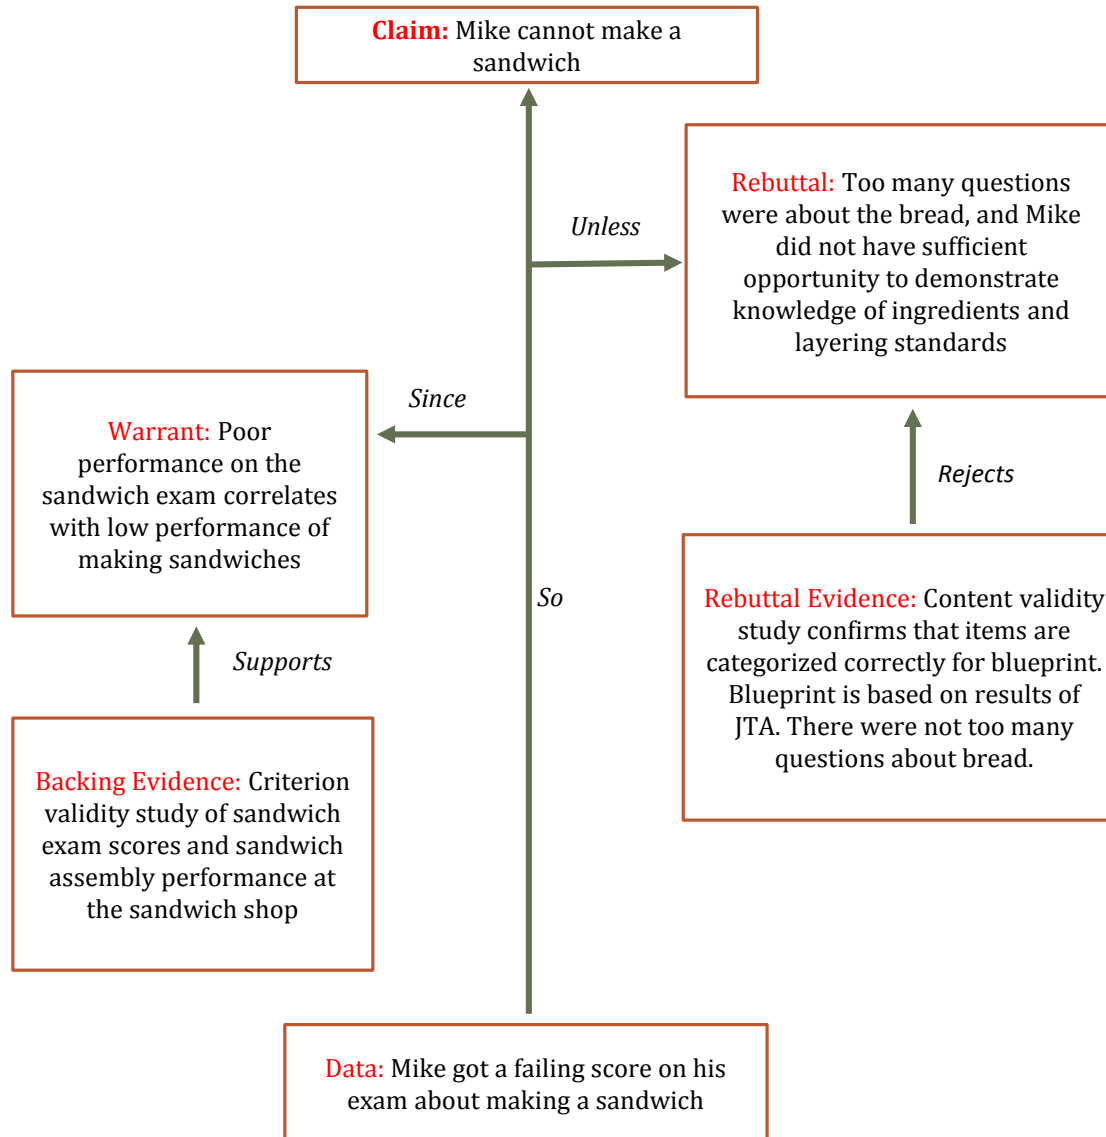 Claim: Mike cannot make a
sandwich
Rebuttal: Too many questions
were about the bread, and Mike
did not have sufficient
opportunity to demonstrate
knowledge of ingredients and
layering standards
Unless
Since
Warrant: Poor
performance on the
sandwich exam correlates
with low performance of
making sandwiches
Rejects
So
Rebuttal Evidence: Content validity
study confirms that items are
categorized correctly for blueprint.
Blueprint is based on results of
JTA. There were not too many
questions about bread.
Supports
Backing Evidence: Criterion
validity study of sandwich
exam scores and sandwich
assembly performance at
the sandwich shop
Data: Mike got a failing score on his
exam about making a sandwich